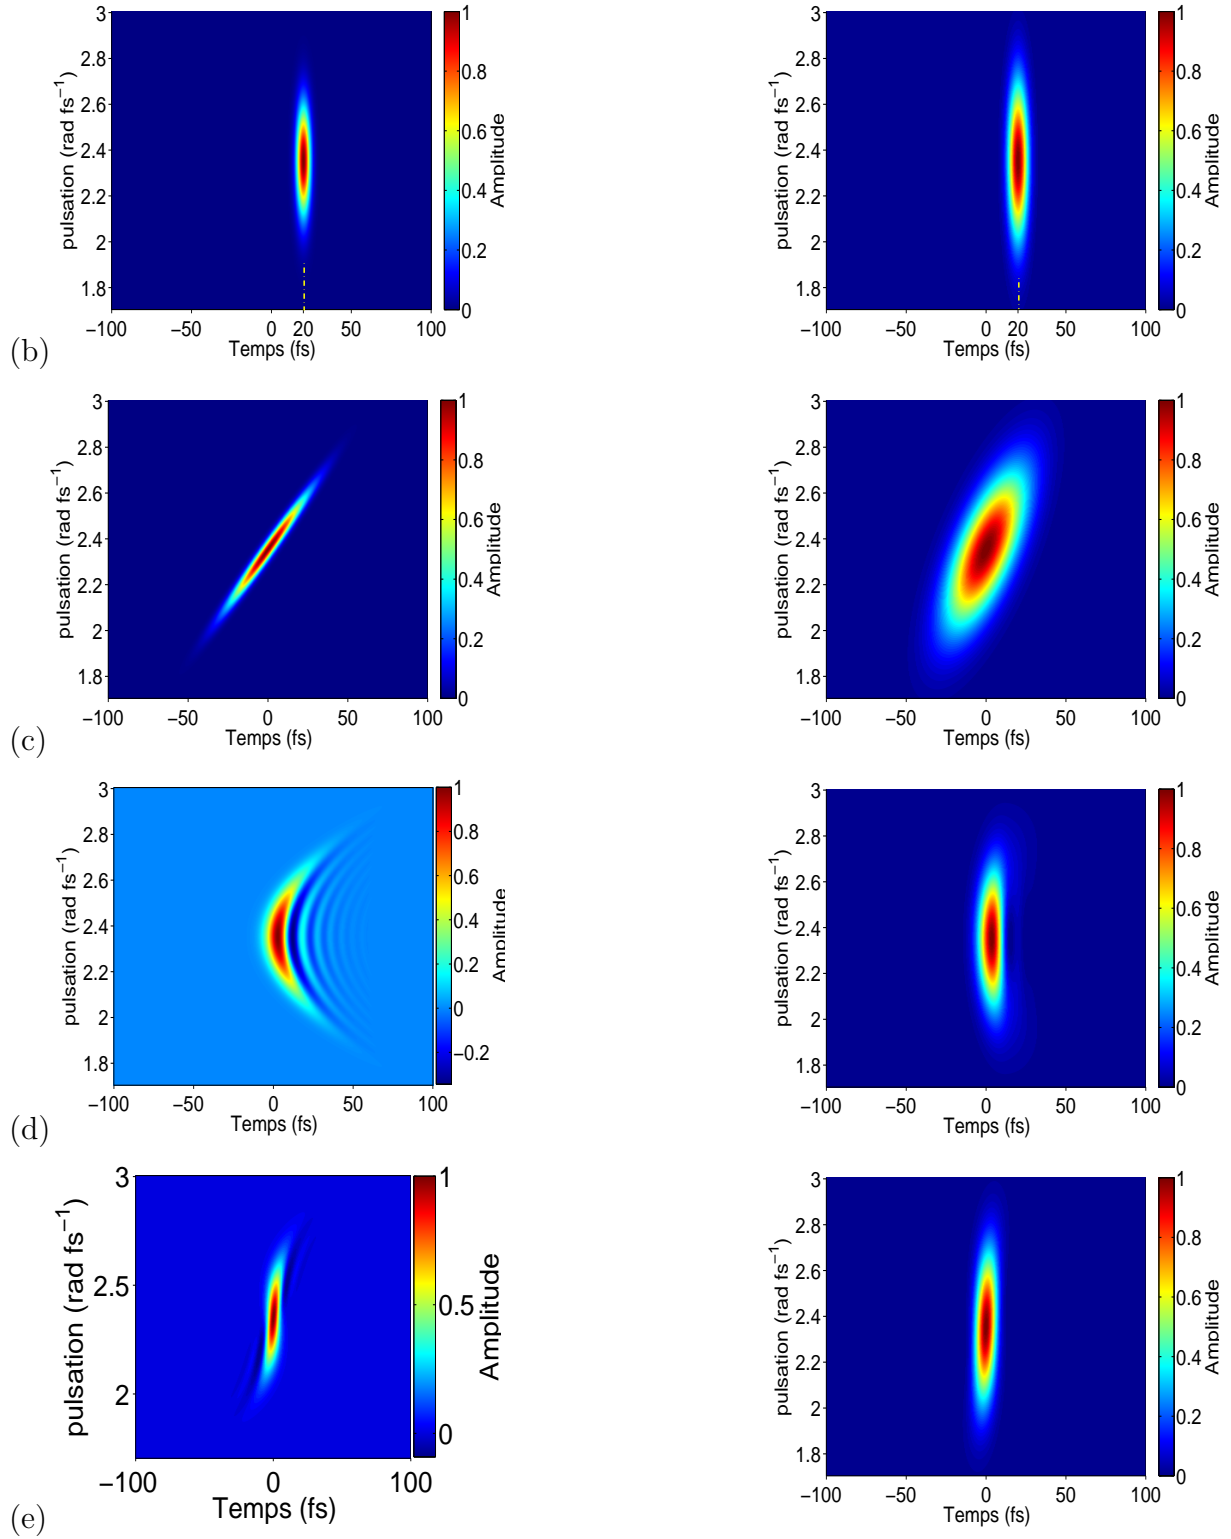 3
2.8
2.6
2.4
2.2
2
1.8
pulsation (rad fs−1)
−100 −50 0 20 50 100
Temps (fs)
1
0.8
0.6
0.4
0.2
0
Amplitude
3
2.8
2.6
2.4
2.2
2
1.8
pulsation (rad fs−1)
−100 −50 0 20 50 100
Temps (fs)
1
0.8
0.6
0.4
0.2
0
Amplitude
(b)
3
2.8
2.6
2.4
2.2
2
1.8
pulsation (rad fs−1)
−100 −50 0 50 100
Temps (fs)
1
0.8
0.6
0.4
0.2
0
Amplitude
3
2.8
2.6
2.4
2.2
2
1.8
pulsation (rad fs−1)
−100 −50 0 50 100
Temps (fs)
1
0.8
0.6
0.4
0.2
0
Amplitude
(c)
3
2.8
2.6
2.4
2.2
2
1.8
pulsation (rad fs−1)
−100 −50 0 50 100
Temps (fs)
1
0.8
0.6
0.4
0.2
0
−0.2
Amplitude
3
2.8
2.6
2.4
2.2
2
1.8
pulsation (rad fs−1)
−100 −50 0 50 100
Temps (fs)
1
0.8
0.6
0.4
0.2
0
Amplitude
(d)
3
2.5
2
pulsation (rad fs−1)
−100 0 100
Temps (fs)
1
0.5
0
Amplitude
3
2.8
2.6
2.4
2.2
2
1.8
pulsation (rad fs−1)
−100 −50 0 50 100
Temps (fs)
1
0.8
0.6
0.4
0.2
0
Amplitude
(e)